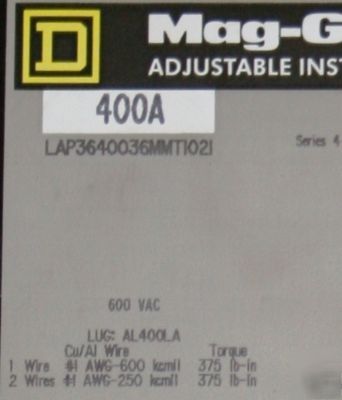 D
Mag-G
ADJUSTABLE INST
400A
LAP3640036MMT1021
Series 4
600 VAC
LUG: AL400LA
Cu/Al Wire Torque
1 Wire #1 AWG-600 kcmil 375 lb-in
2 Wires #1 AWG-250 kcmil 375 lb-in